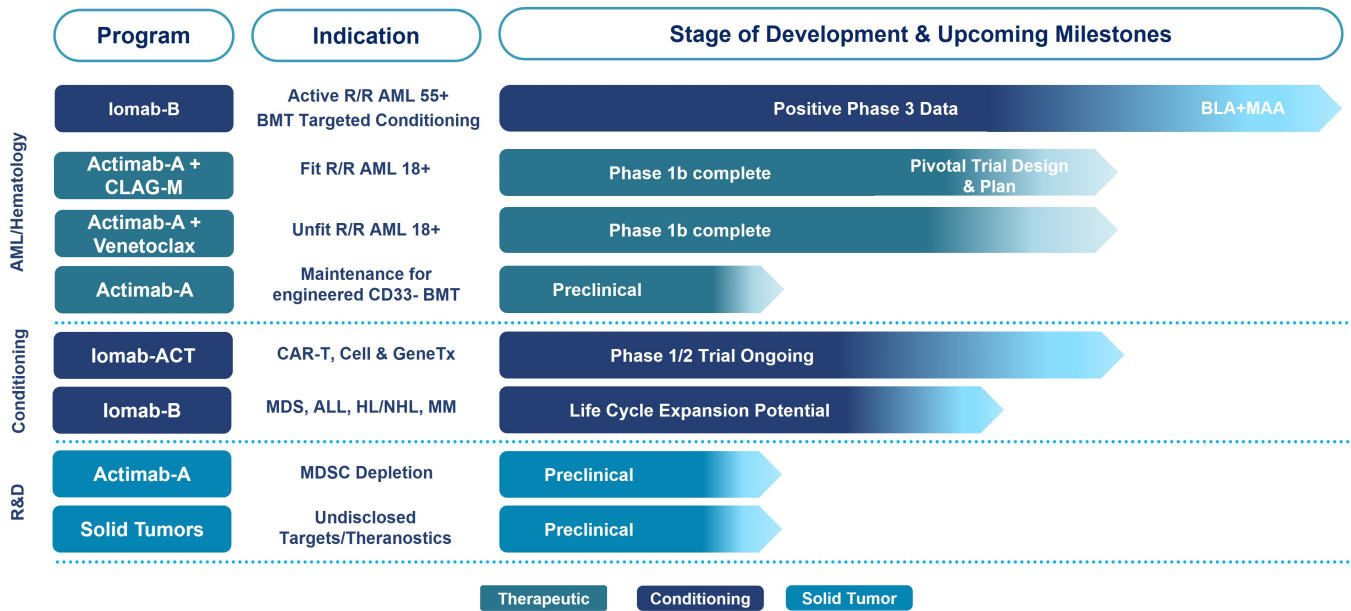 Program
Indication
Stage of Development & Upcoming Milestones
AML/Hematology
Iomab-B
Active R/R AML 55+
BMT Targeted Conditioning
Positive Phase 3 Data
BLA+MAA
Actimab-A +
CLAG-M
Fit R/R AML 18+
Phase 1b complete
Pivotal Trial Design
& Plan
Actimab-A +
Venetoclax
Unfit R/R AML 18+
Phase 1b complete
Actimab-A
Maintenance for
engineered CD33- BMT
Preclinical
Conditioning
Iomab-ACT
CAR-T, Cell & GeneTx
Phase 1/2 Trial Ongoing
Iomab-B
MDS, ALL, HL/NHL, MM
Life Cycle Expansion Potential
R&D
Actimab-A
MDSC Depletion
Preclinical
Solid Tumors
Undisclosed
Targets/Theranostics
Preclinical
Therapeutic
Conditioning
Solid Tumor